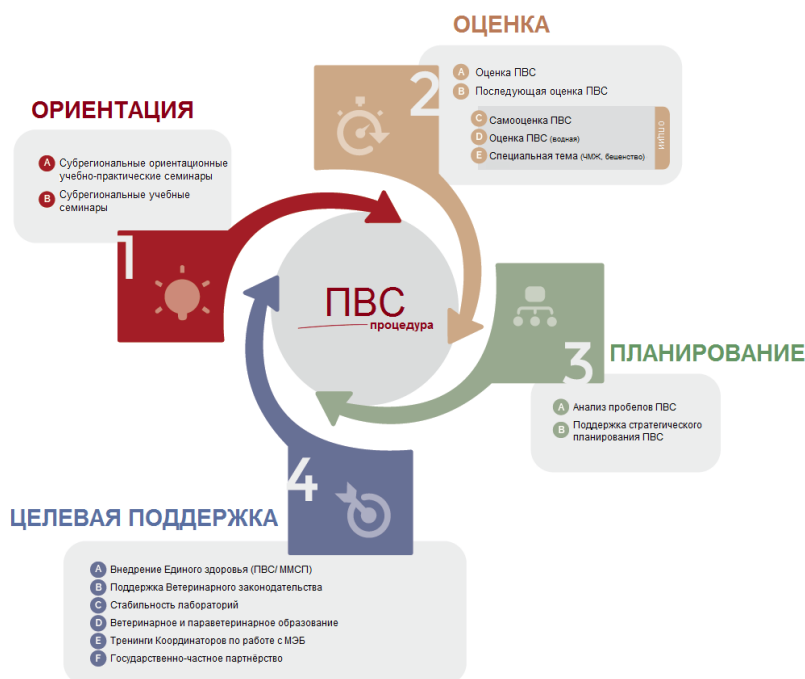 ОЦЕНКА
2
A Оценка ПВС
B Последующая оценка ПВС
C Самооценка ПВС
D Оценка ПВС (водная)
E Специальная тема (ЧМЖ, бешенство)
опции
ОРИЕНТАЦИЯ
A Субрегиональные ориентационные
учебно-практические семинары
B Субрегиональные учебные
семинары
1
ПВС
процедура
3
ПЛАНИРОВАНИЕ
A Анализ пробелов ПВС
B Поддержка стратегического
планирования ПВС
4
ЦЕЛЕВАЯ ПОДДЕРЖКА
A Внедрение Единого здоровья (ПВС/ ММСП)
B Поддержка Ветеринарного законодательства
C Стабильность лабораторий
D Ветеринарное и параветеринарное образование
E Тренинги Координаторов по работе с МЭБ
F Государственно-частное партнёрство